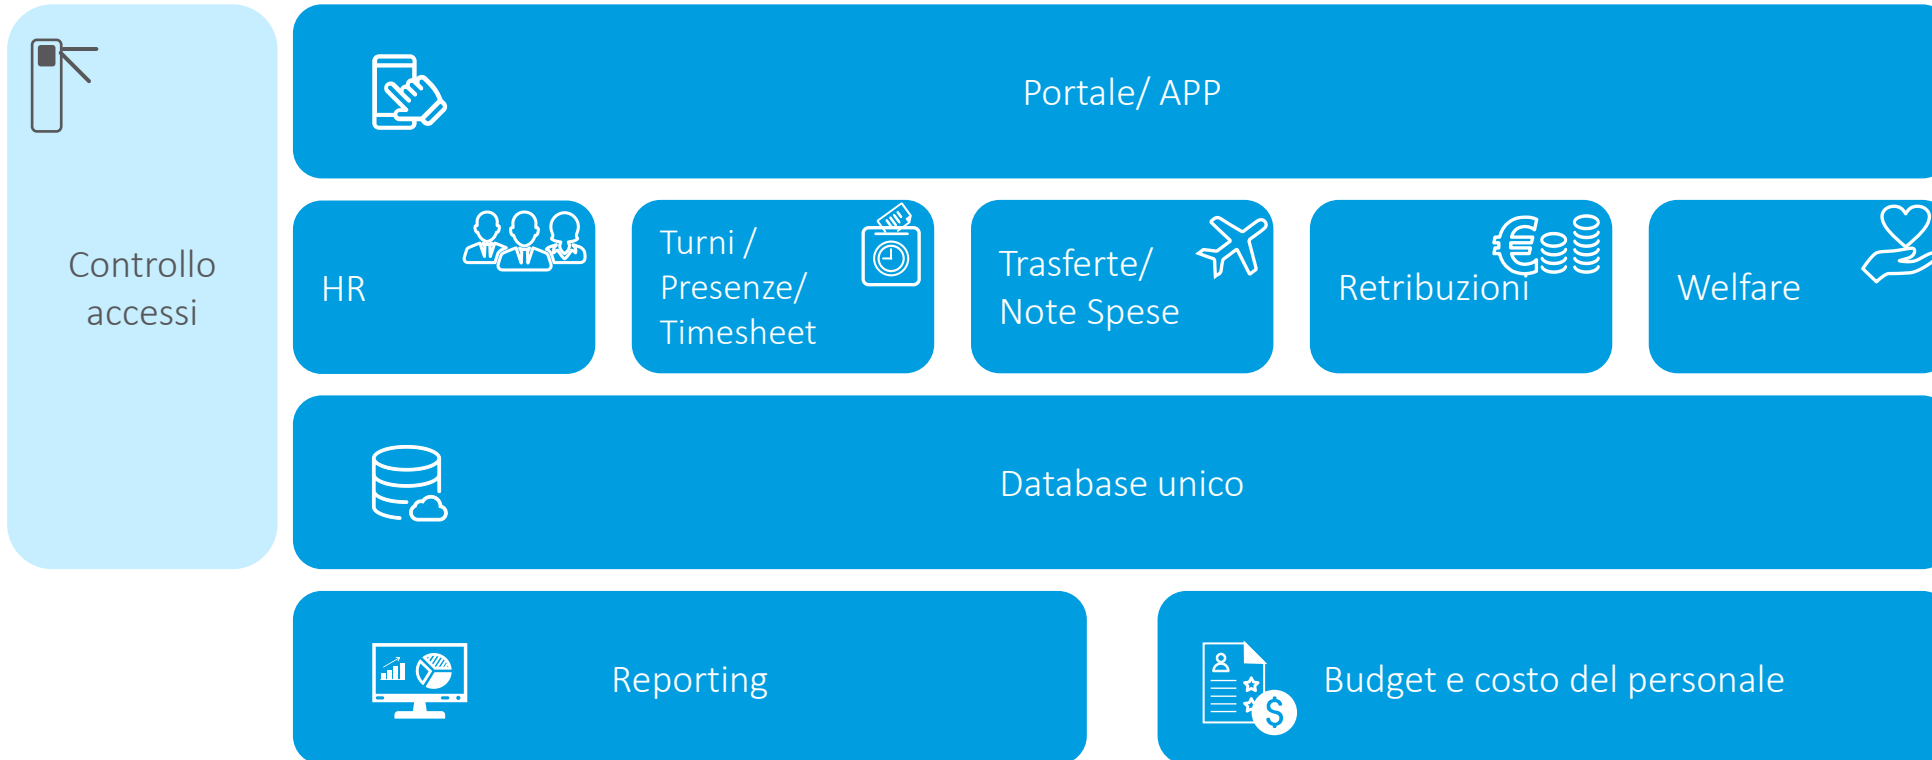 Portale/ APP
Controllo
accessi
HR
Turni /
Presenze/
Timesheet
Trasferte/
Note Spese
Retribuzioni
Welfare
Database unico
Reporting
Budget e costo del personale